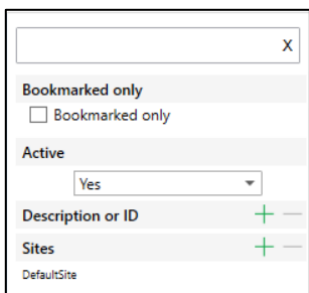 X
Bookmarked only
Bookmarked only
Active
Yes
Description or ID
Sites
DefaultSite